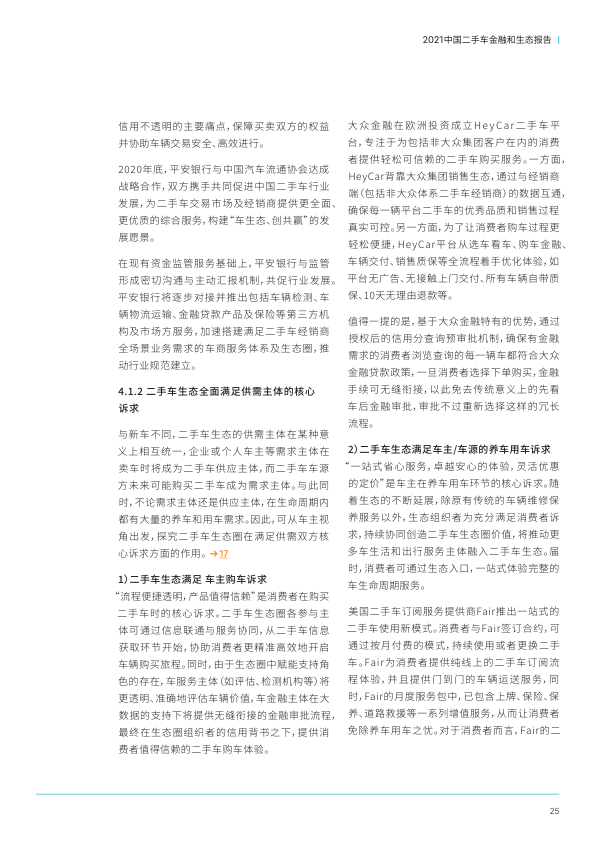 2021中国二手车金融和生态报告
信用不透明的主要痛点，保障买卖双方的权益
并协助车辆交易安全、高效进行。
2020年底，平安银行与中国汽车流通协会达成
战略合作，双方携手共同促进中国二手车行业
发展，为二手车交易市场及经销商提供更全面、
更优质的综合服务，构建“车生态、创共赢”的发
展愿景。
在现有资金监管服务基础上，平安银行与监管
形成密切沟通与主动汇报机制，共促行业发展。
平安银行将逐步对接并推出包括车辆检测、车
辆物流运输、金融贷款产品及保险等第三方机
构及市场方服务，加速搭建满足二手车经销商
全场景业务需求的车商服务体系及生态圈，推
动行业规范建立。
4.1.2 二手车生态全面满足供需主体的核心
诉求
与新车不同，二手车生态的供需主体在某种意
义上相互统一，企业或个人车主等需求主体在
卖车时将成为二手车供应主体，而二手车车源
方未来可能购买二手车成为需求主体。与此同
时，不论需求主体还是供应主体，在生命周期内
都有大量的养车和用车需求。因此，可从车主视
角出发，探究二手车生态圈在满足供需双方核
心诉求方面的作用。→17
1）二手车生态满足 车主购车诉求
“流程便捷透明，产品值得信赖”是消费者在购买
二手车时的核心诉求。二手车生态圈各参与主
体可通过信息联通与服务协同，从二手车信息
获取环节开始，协助消费者更精准高效地开启
车辆购买旅程。同时，由于生态圈中赋能支持角
色的存在，车服务主体（如评估、检测机构等）将
更透明、准确地评估车辆价值，车金融主体在大
数据的支持下将提供无缝衔接的金融审批流程，
最终在生态圈组织者的信用背书之下，提供消
费者值得信赖的二手车购车体验。
大众金融在欧洲投资成立HeyCar二手车平
台，专注于为包括非大众集团客户在内的消费
者提供轻松可信赖的二手车购买服务。一方面，
HeyCar背靠大众集团销售生态，通过与经销商
端（包括非大众体系二手车经销商）的数据互通，
确保每一辆平台二手车的优秀品质和销售过程
真实可控。另一方面，为了让消费者购车过程更
轻松便捷，HeyCar平台从选车看车、购车金融、
车辆交付、销售质保等全流程着手优化体验，如
平台无广告、无接触上门交付、所有车辆自带质
保、10天无理由退款等。
值得一提的是，基于大众金融特有的优势，通过
授权后的信用分查询预审批机制，确保有金融
需求的消费者浏览查询的每一辆车都符合大众
金融贷款政策，一旦消费者选择下单购买，金融
手续可无缝衔接，以此免去传统意义上的先看
车后金融审批，审批不过重新选择这样的冗长
流程。
2）二手车生态满足车主/车源的养车用车诉求
“一站式省心服务，卓越安心的体验，灵活优惠
的定价”是车主在养车用车环节的核心诉求。随
着生态的不断延展，除原有传统的车辆维修保
养服务以外，生态组织者为充分满足消费者诉
求，持续协同创造二手车生态圈价值，将推动更
多车生活和出行服务主体融入二手车生态。届
时，消费者可通过生态入口，一站式体验完整的
车生命周期服务。
美国二手车订阅服务提供商Fair推出一站式的
二手车使用新模式。消费者与Fair签订合约，可
通过按月付费的模式，持续使用或者更换二手
车。Fair为消费者提供纯线上的二手车订阅流
程体验，并且提供门到门的车辆运送服务，同
时，Fair的月度服务包中，已包含上牌、保险、保
养、道路救援等一系列增值服务，从而让消费者
免除养车用车之忧。对于消费者而言，Fair的二
25